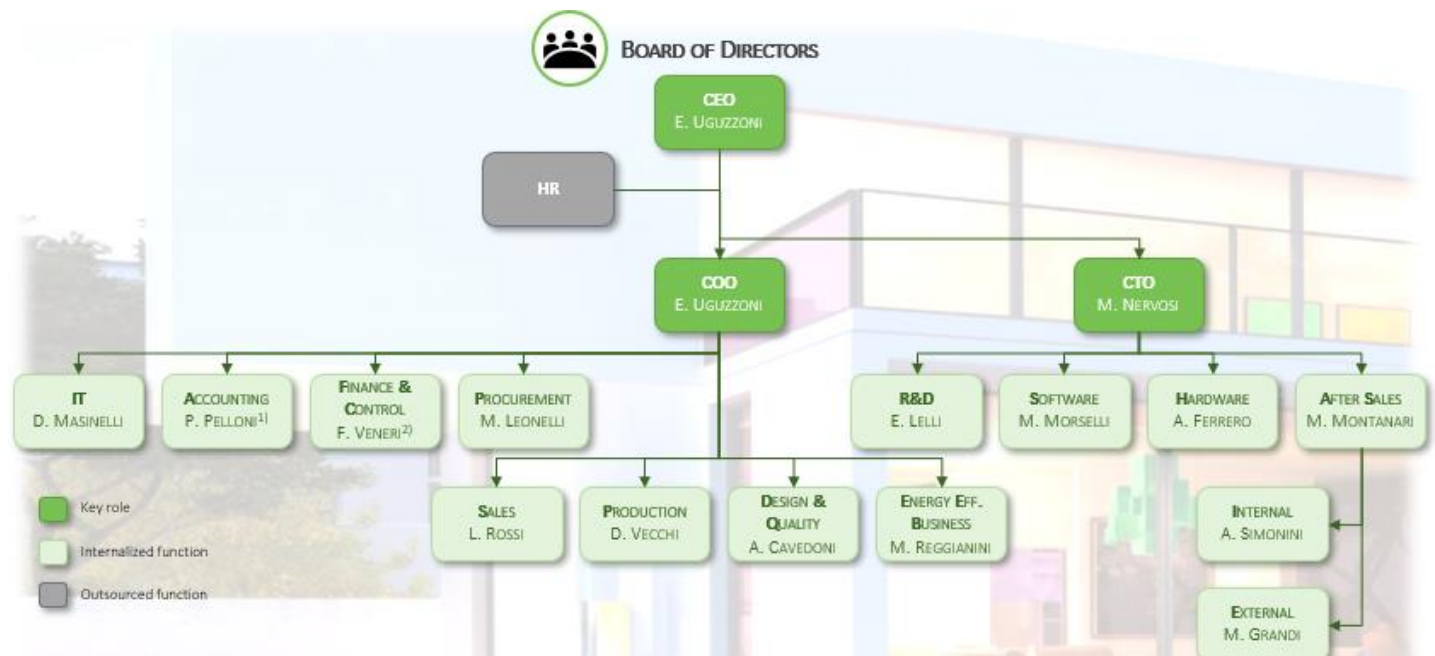 BOARD OF DIRECTORS
CEO
E. UGUZZONI
HR
COO
E. UGUZZONI
CTO
M. NERVOSI
IT
D. MASINELLI
ACCOUNTING
P. PELLONI¹⁾
FINANCE &
CONTROL
F. VENERI²⁾
PROCUREMENT
M. LEONELLI
R&D
E. LELLI
SOFTWARE
M. MORSELLI
HARDWARE
A. FERRERO
AFTER SALES
M. MONTANARI
SALES
L. ROSSI
PRODUCTION
D. VECCHI
DESIGN &
QUALITY
A. CAVEDONI
ENERGY EFF.
BUSINESS
M. REGGIANINI
INTERNAL
A. SIMONINI
EXTERNAL
M. GRANDI
Key role
Internalized function
Outsourced function